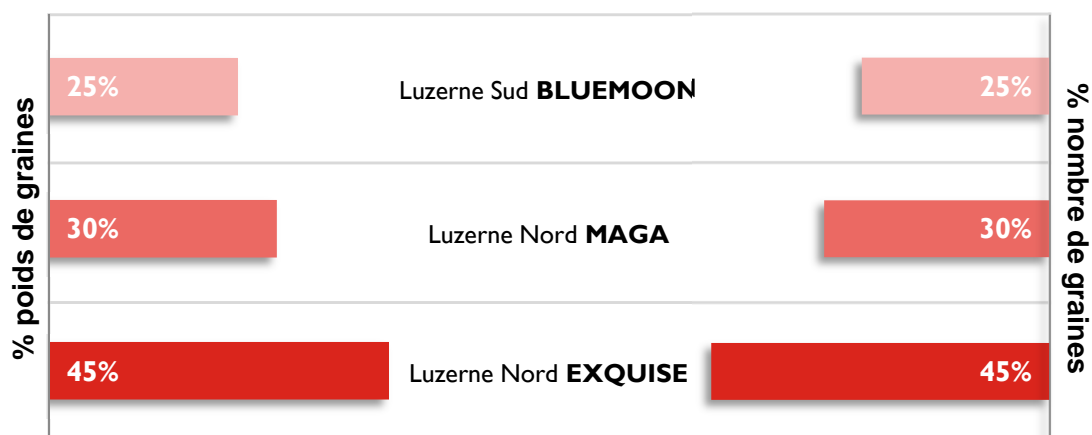 % poids de graines
25%
Luzerne Sud BLUEMOON
25%
30%
Luzerne Nord MAGA
30%
45%
Luzerne Nord EXQUISE
45%
% nombre de graines